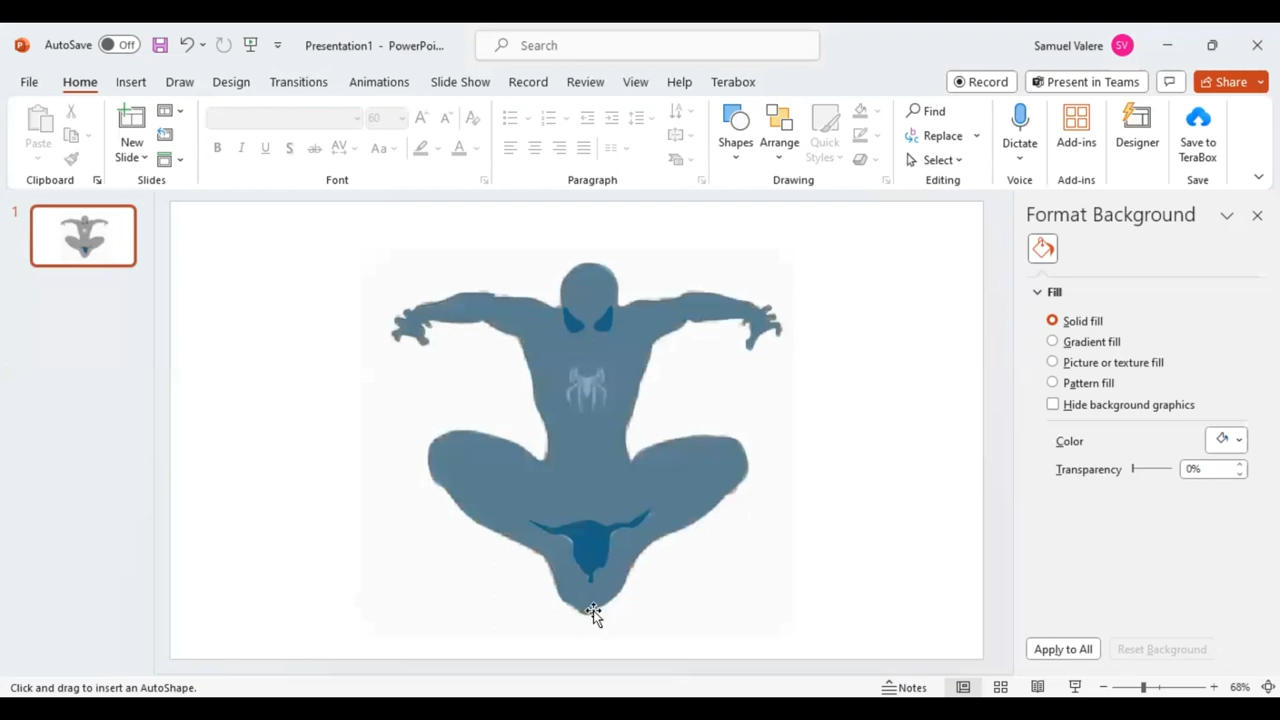 AutoSave Off Presentation1 - PowerPoi... Search Samuel Valere SV
File Home Insert Draw Design Transitions Animations Slide Show Record Review View Help Terabox Record Present in Teams Share
Paste New Slide 60 B I U S ab AV Aa A Shapes Arrange Quick Styles Find Replace Select Dictate Add-ins Designer Save to TeraBox
Clipboard Slides Font Paragraph Drawing Editing Voice Add-ins Save
1
Format Background
Fill
Solid fill
Gradient fill
Picture or texture fill
Pattern fill
Hide background graphics
Color
Transparency 0%
Apply to All Reset Background
Click and drag to insert an AutoShape. Notes 68%